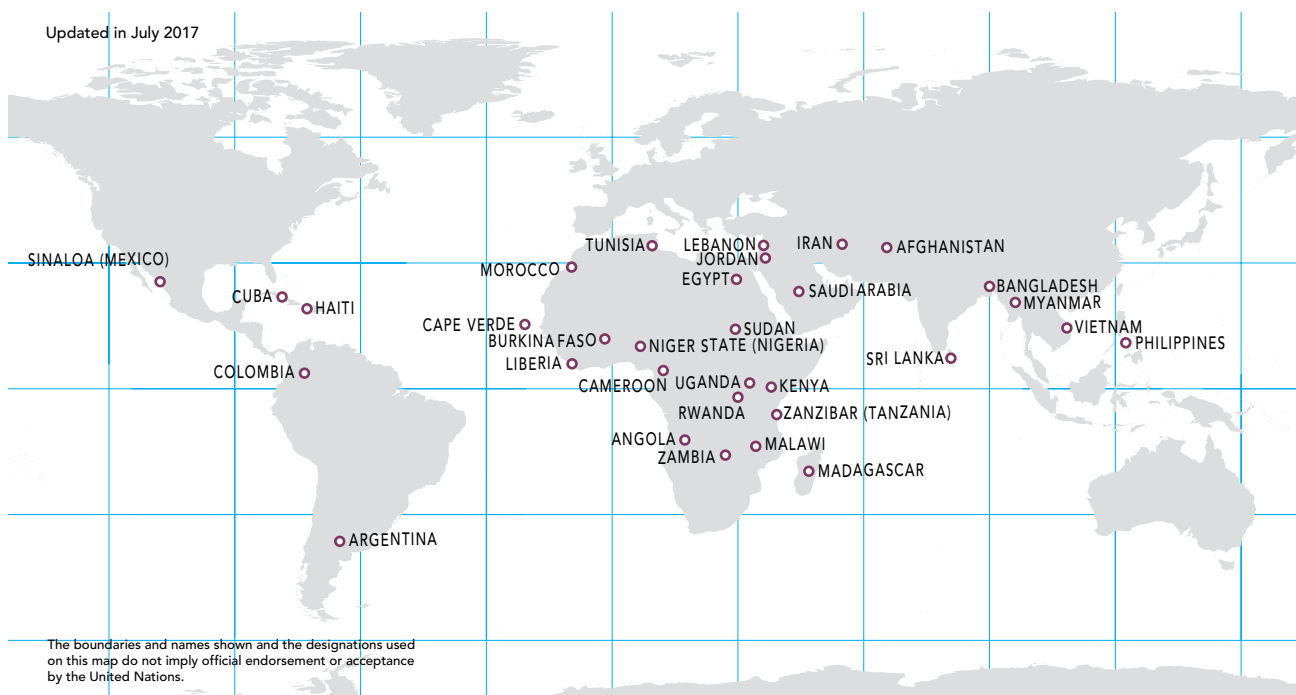 Updated in July 2017
TUNISIA
LEBANON
IRAN
AFGHANISTAN
SINALOA (MEXICO)
JORDAN
MOROCCO
EGYPT
BANGLADESH
SAUDI ARABIA
CUBA
MYANMAR
HAITI
CAPE VERDE
SUDAN
VIETNAM
BURKINA FASO
NIGER STATE (NIGERIA)
PHILIPPINES
LIBERIA
SRI LANKA
COLOMBIA
CAMEROON
UGANDA
KENYA
RWANDA
ZANZIBAR (TANZANIA)
ANGOLA
MALAWI
ZAMBIA
MADAGASCAR
ARGENTINA
The boundaries and names shown and the designations used
on this map do not imply official endorsement or acceptance
by the United Nations.